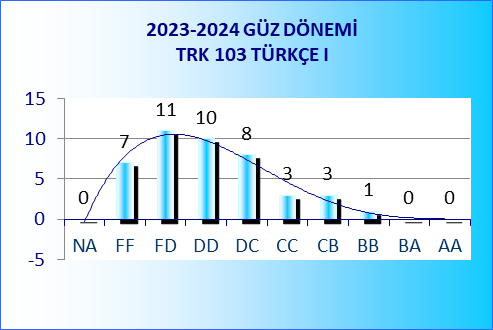 2023-2024 GÜZ DÖNEMİ
TRK 103 TÜRKÇE I
15
10
5
0
-5
0 7 11 10 8 3 3 1 0 0
NA FF FD DD DC CC CB BB BA AA